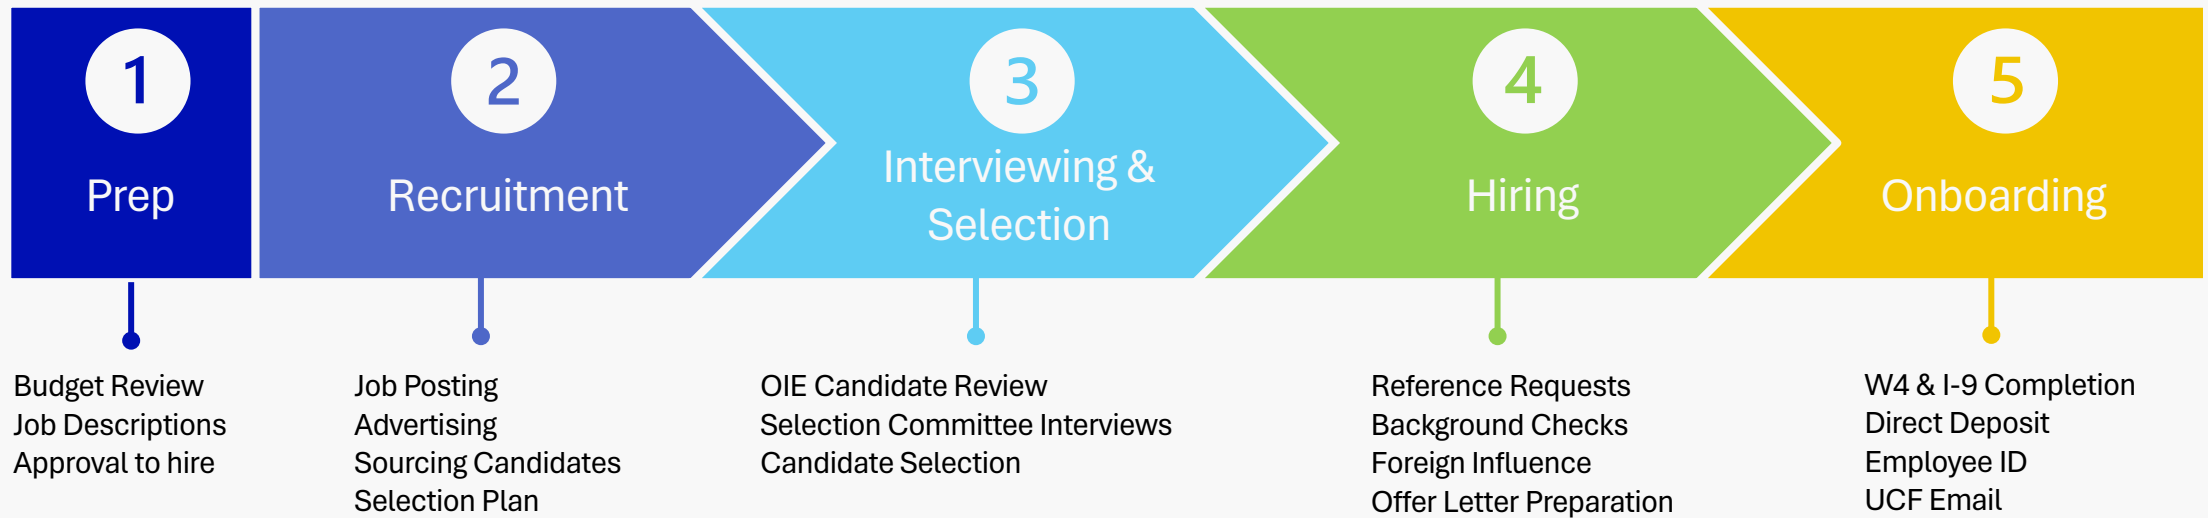 1
Prep
Budget Review
Job Descriptions
Approval to hire
2
Recruitment
Job Posting
Advertising
Sourcing Candidates
Selection Plan
3
Interviewing &
Selection
OIE Candidate Review
Selection Committee Interviews
Candidate Selection
4
Hiring
Reference Requests
Background Checks
Foreign Influence
Offer Letter Preparation
5
Onboarding
W4 & I-9 Completion
Direct Deposit
Employee ID
UCF Email